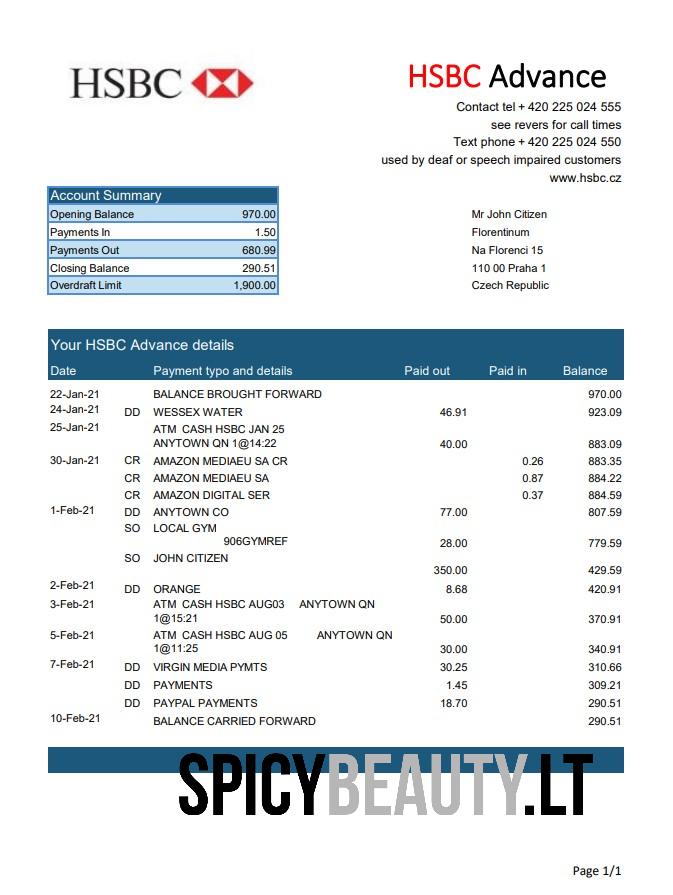 HSBC
HSBC Advance
Contact tel + 420 225 024 555
see revers for call times
Text phone + 420 225 024 550
used by deaf or speech impaired customers
www.hsbc.cz
Account Summary
Opening Balance 970.00
Payments In 1.50
Payments Out 680.99
Closing Balance 290.51
Overdraft Limit 1,900.00
Mr John Citizen
Florentinum
Na Florenci 15
110 00 Praha 1
Czech Republic
Your HSBC Advance details
Date Payment typo and details Paid out Paid in Balance
22-Jan-21 BALANCE BROUGHT FORWARD 970.00
24-Jan-21 DD WESSEX WATER 46.91 923.09
25-Jan-21 ATM CASH HSBC JAN 25
ANYTOWN QN 1@14:22 40.00 883.09
30-Jan-21 CR AMAZON MEDIAEU SA CR 0.26 883.35
CR AMAZON MEDIAEU SA 0.87 884.22
CR AMAZON DIGITAL SER 0.37 884.59
1-Feb-21 DD ANYTOWN CO 77.00 807.59
SO LOCAL GYM
906GYMREF 28.00 779.59
SO JOHN CITIZEN
350.00 429.59
2-Feb-21 DD ORANGE 8.68 420.91
3-Feb-21 ATM CASH HSBC AUG03 ANYTOWN QN
1@15:21 50.00 370.91
5-Feb-21 ATM CASH HSBC AUG 05 ANYTOWN QN
1@11:25 30.00 340.91
7-Feb-21 DD VIRGIN MEDIA PYMTS 30.25 310.66
DD PAYMENTS 1.45 309.21
DD PAYPAL PAYMENTS 18.70 290.51
10-Feb-21 BALANCE CARRIED FORWARD 290.51
SPICYBEAUTY.LT
Page 1/1